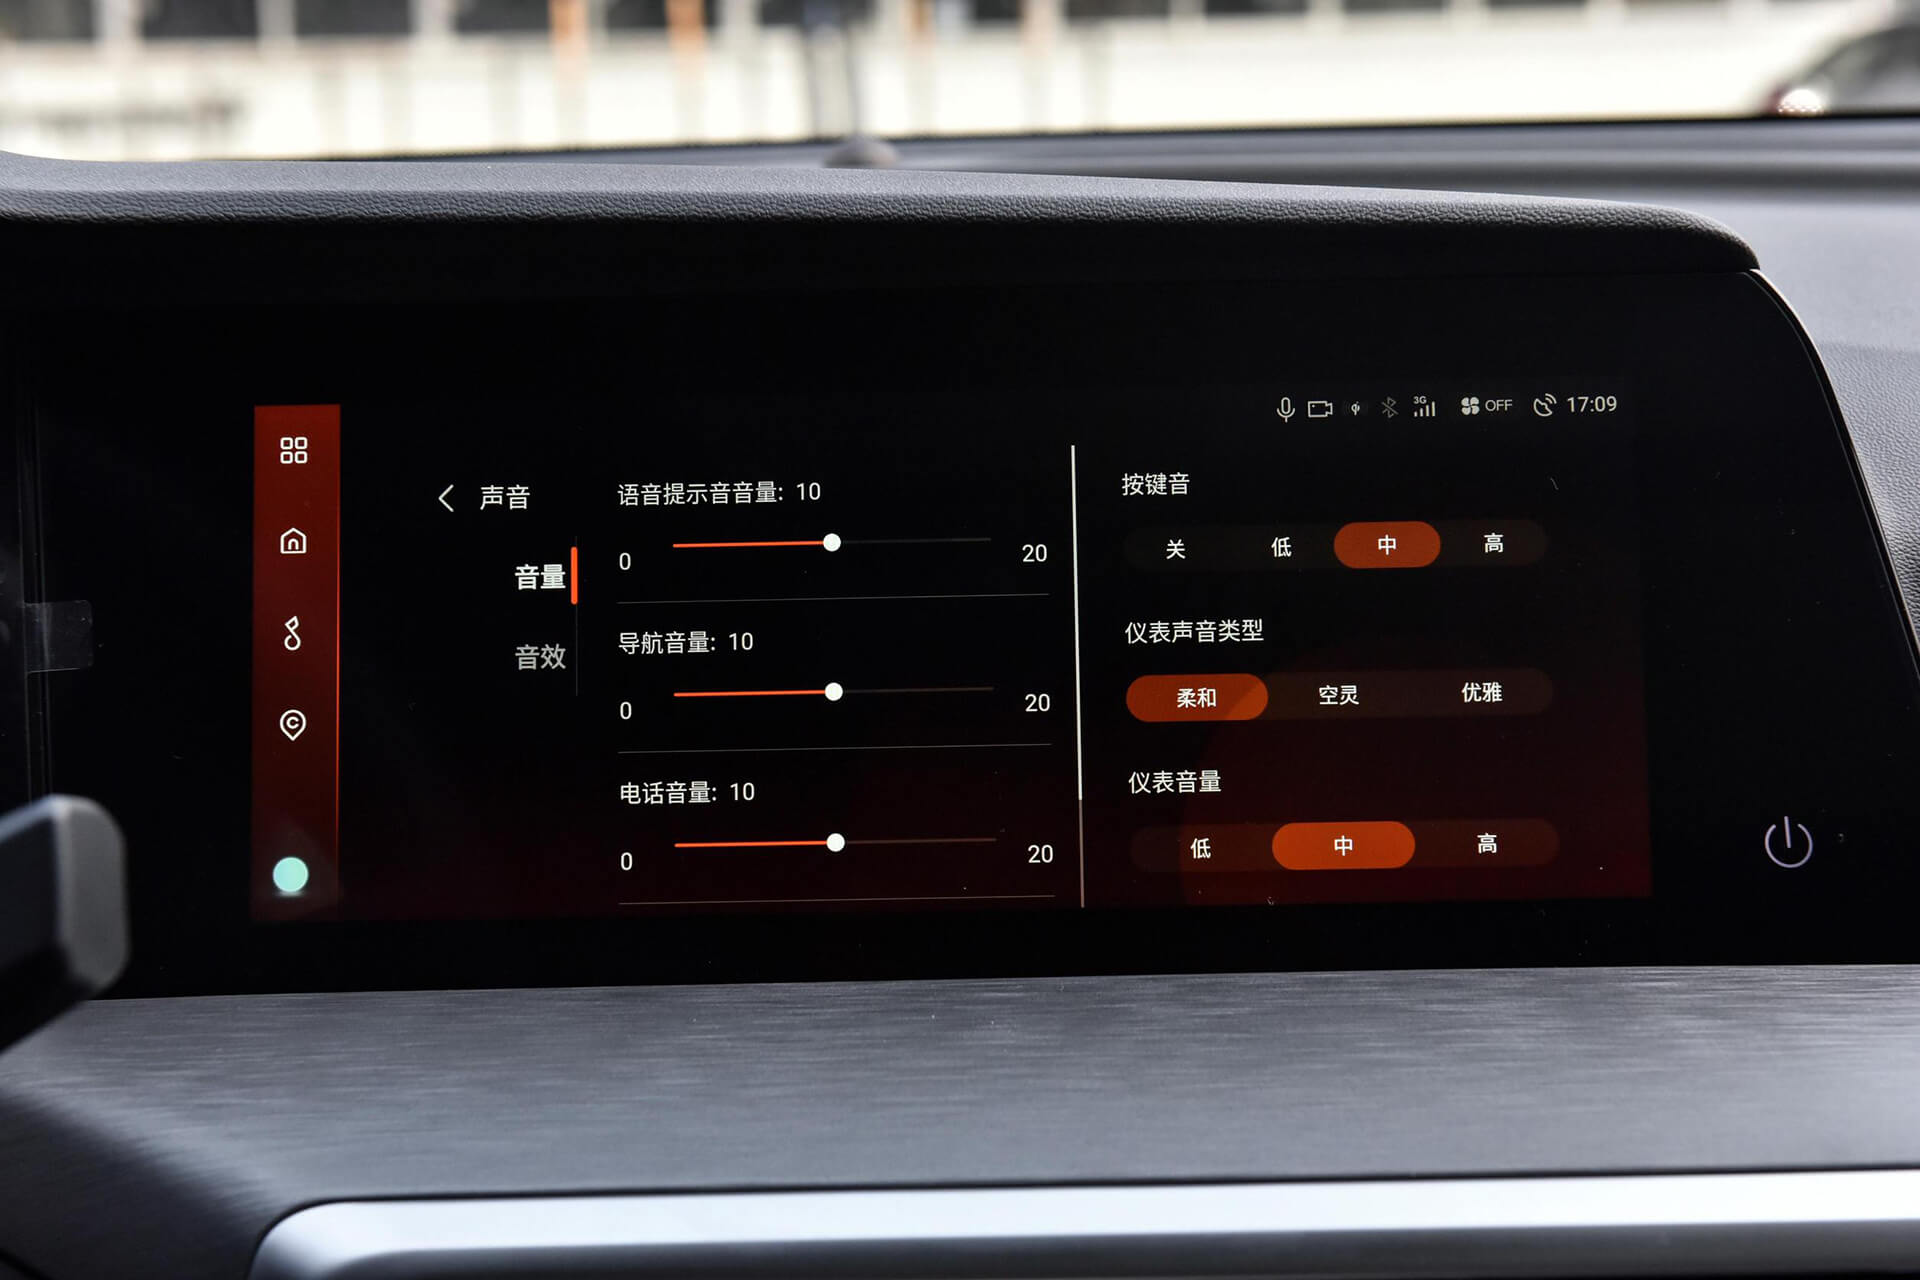 3G OFF 17:09
声音
音量
音效
语音提示音音量: 10
0 20
导航音量: 10
0 20
电话音量: 10
0 20
按键音
关 低 中 高
仪表声音类型
柔和 空灵 优雅
仪表音量
低 中 高